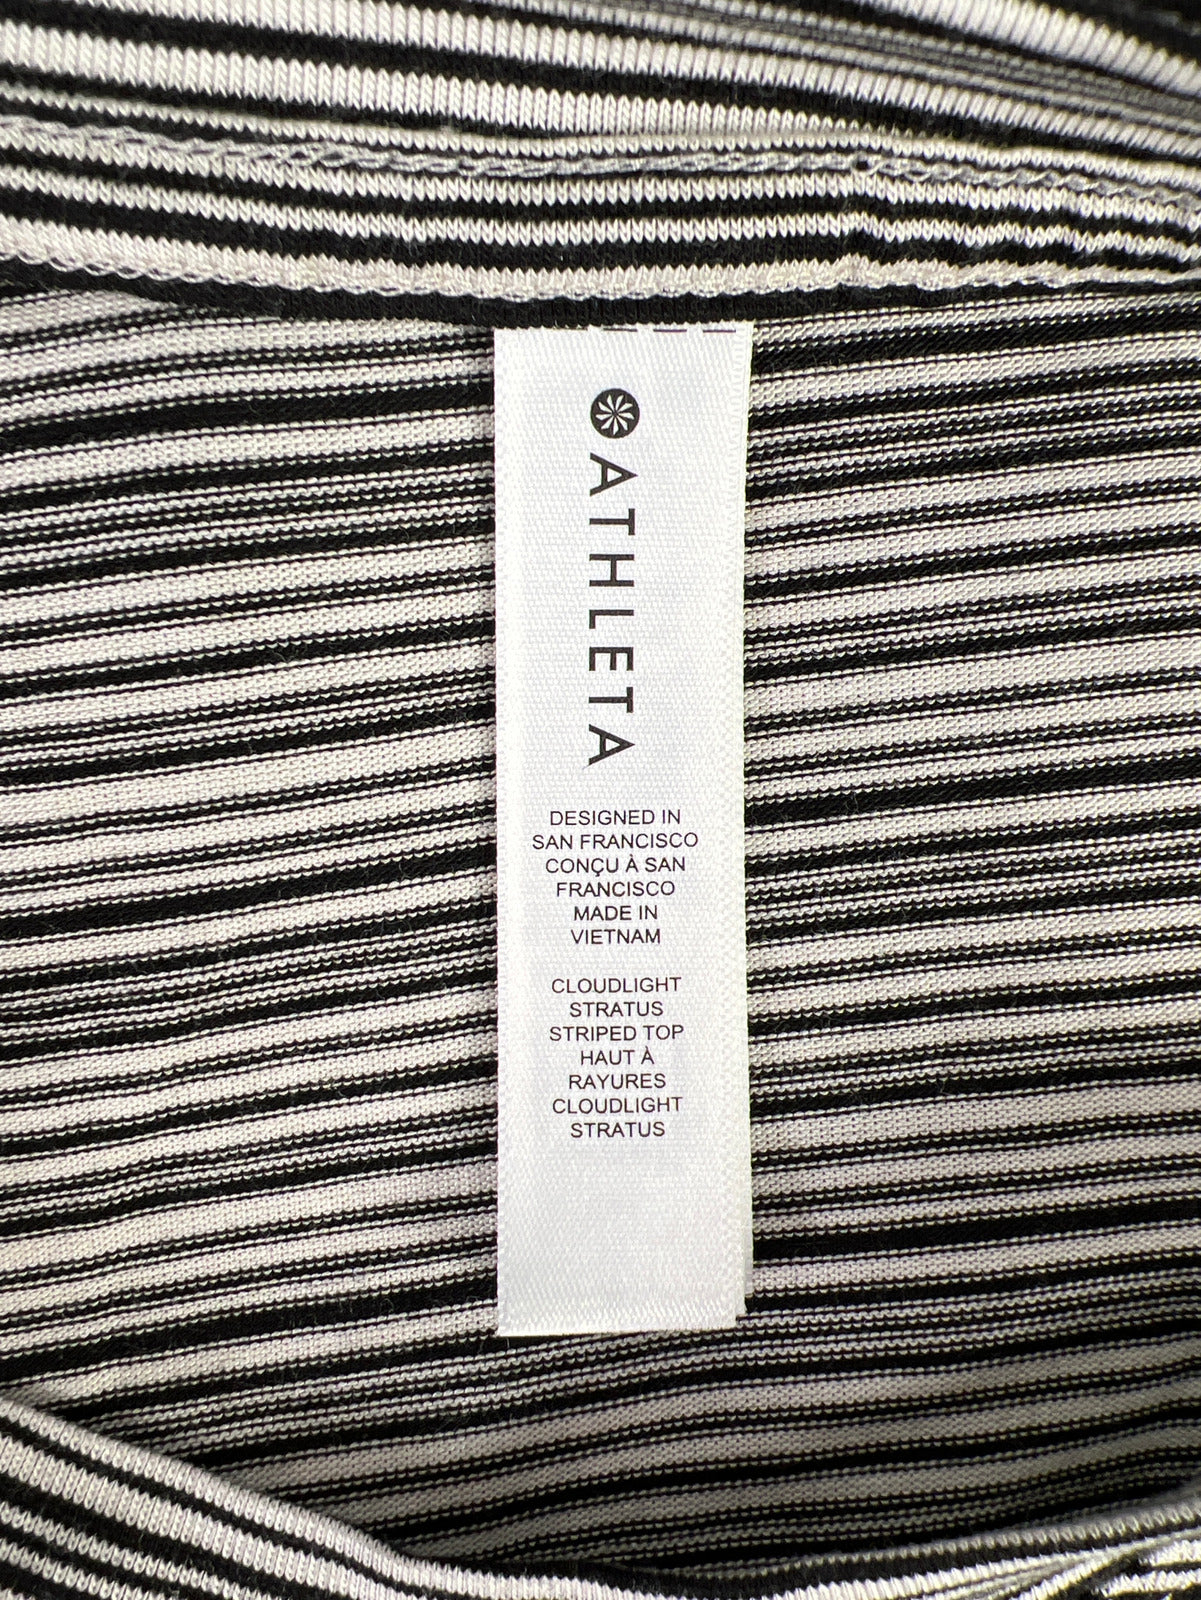 ATHLETA
DESIGNED IN
SAN FRANCISCO
CONÇU À SAN
FRANCISCO
MADE IN
VIETNAM
CLOUDLIGHT
STRATUS
STRIPED TOP
HAUT À
RAYURES
CLOUDLIGHT
STRATUS